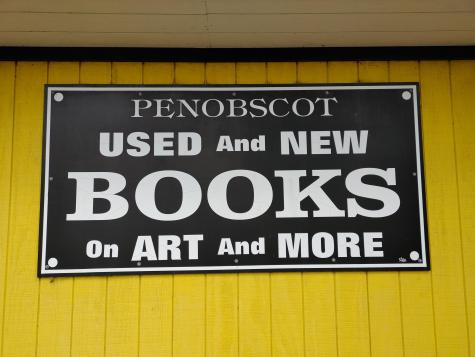 PENOBSCOT
USED And NEW
BOOKS
On ART And MORE